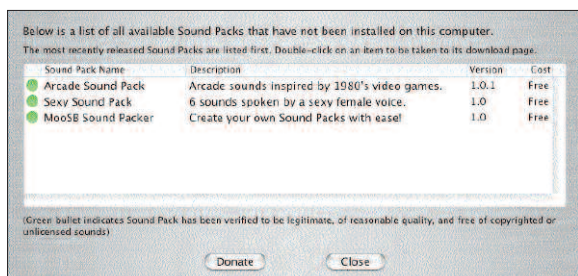 Below is a list of all available Sound Packs that have not been installed on this computer.
The most recently released Sound Packs are listed first. Double-click on an item to be taken to its download page.
Sound Pack Name Description Version Cost
Arcade Sound Pack Arcade sounds inspired by 1980's video games. 1.0.1 Free
Sexy Sound Pack 6 sounds spoken by a sexy female voice. 1.0 Free
MooSB Sound Packer Create your own Sound Packs with ease! 1.0 Free
(Green bullet indicates Sound Pack has been verified to be legitimate, of reasonable quality, and free of copyrighted or
unlicensed sounds)
Donate Close